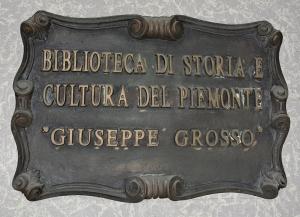 BIBLIOTECA DI STORIA E
CULTURA DEL PIEMONTE
"GIUSEPPE GROSSO"